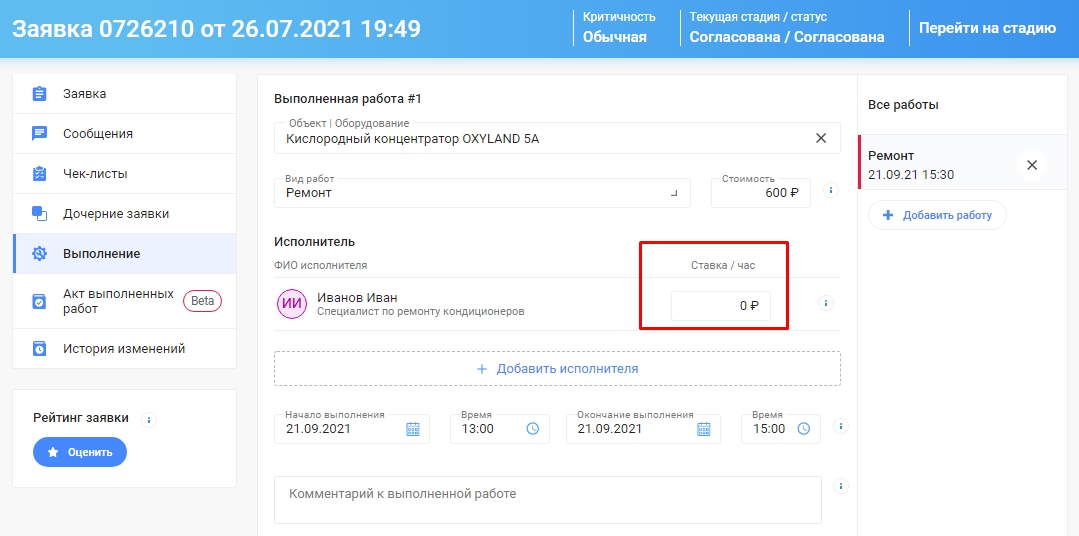 Заявка 0726210 от 26.07.2021 19:49
Критичность
Обычная
Текущая стадия / статус
Согласована / Согласована
Перейти на стадию
Заявка
Сообщения
Чек-листы
Дочерние заявки
Выполнение
Акт выполненных
работ
Beta
История изменений
Рейтинг заявки
Оценить
Выполненная работа #1
Объект | Оборудование
Кислородный концентратор OXYLAND 5A
Вид работ
Ремонт
Стоимость
600 ₽
Исполнитель
ФИО исполнителя
Ставка / час
ИИ
Иванов Иван
Специалист по ремонту кондиционеров
0 ₽
+ Добавить исполнителя
Начало выполнения
21.09.2021
Время
13:00
Окончание выполнения
21.09.2021
Время
15:00
Комментарий к выполненной работе
Все работы
Ремонт
21.09.21 15:30
+ Добавить работу